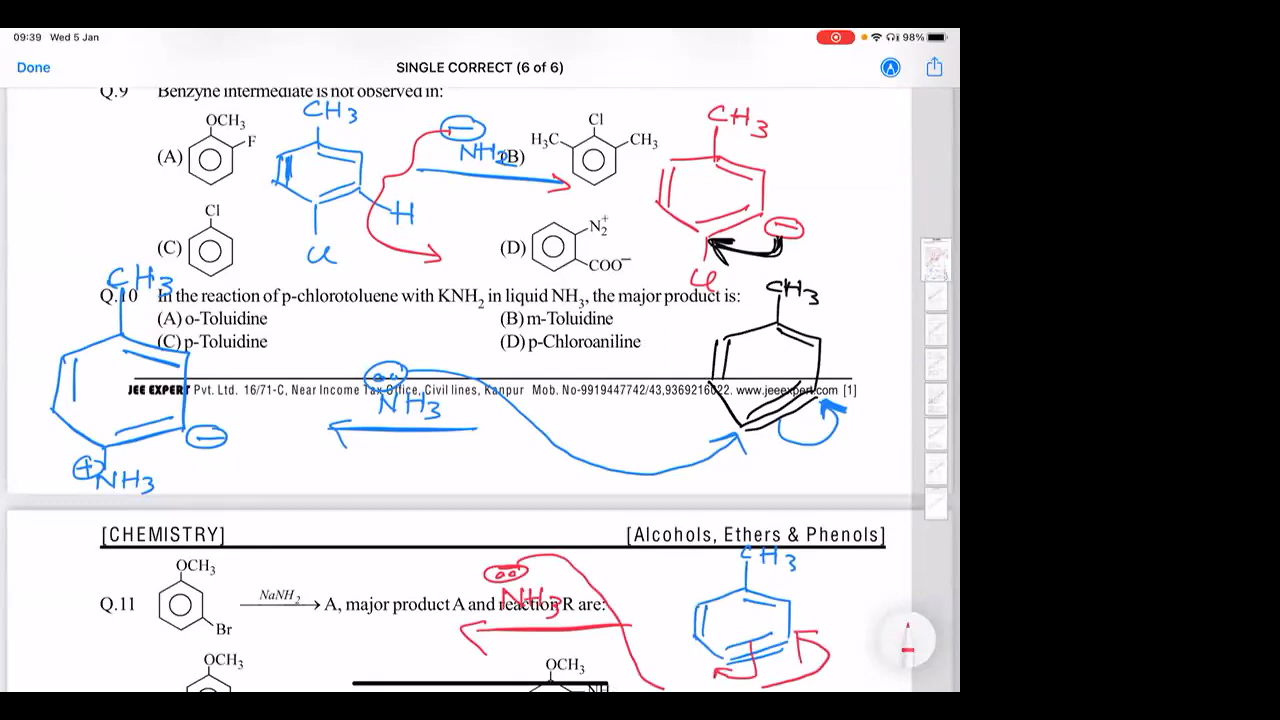 09:39 Wed 5 Jan
98%
Done
SINGLE CORRECT (6 of 6)
Q.9 Benzyne intermediate is not observed in:
CH3
OCH3
F
(A)
−
NH2
H
Cl
(B)
Cl
H3C
CH3
CH3
−
Cl
(C)
Cl
(D)
N2+
COO−
CH3
Q.10 In the reaction of p-chlorotoluene with KNH2 in liquid NH3, the major product is:
CH3
(A) o-Toluidine
(B) m-Toluidine
(C) p-Toluidine
(D) p-Chloroaniline
JEE EXPERT Pvt. Ltd. 16/71-C, Near Income Tax Office, Civil lines, Kanpur Mob. No-9919447742/43,9369216022. www.jeeexpert.com [1]
NH3
−
+
NH3
[CHEMISTRY]
[Alcohols, Ethers & Phenols]
CH3
OCH3
NH3
Q.11
NaNH2
A, major product A and reaction R are:
Br
OCH3
OCH3